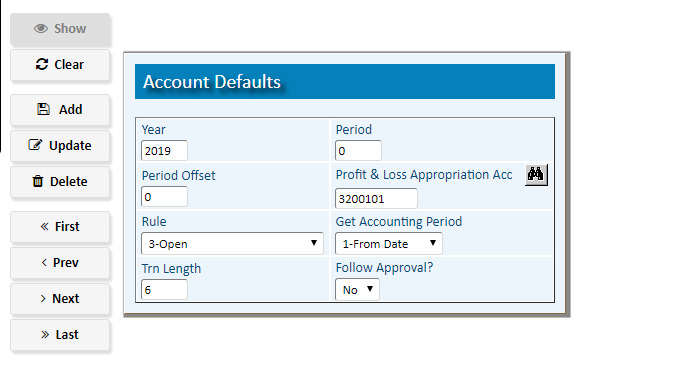 Show
Clear
Add
Update
Delete
First
Prev
Next
Last
Account Defaults
Year Period
2019 0
Period Offset Profit & Loss Appropriation Acc
0 3200101
Rule Get Accounting Period
3-Open 1-From Date
Trn Length Follow Approval?
6 No